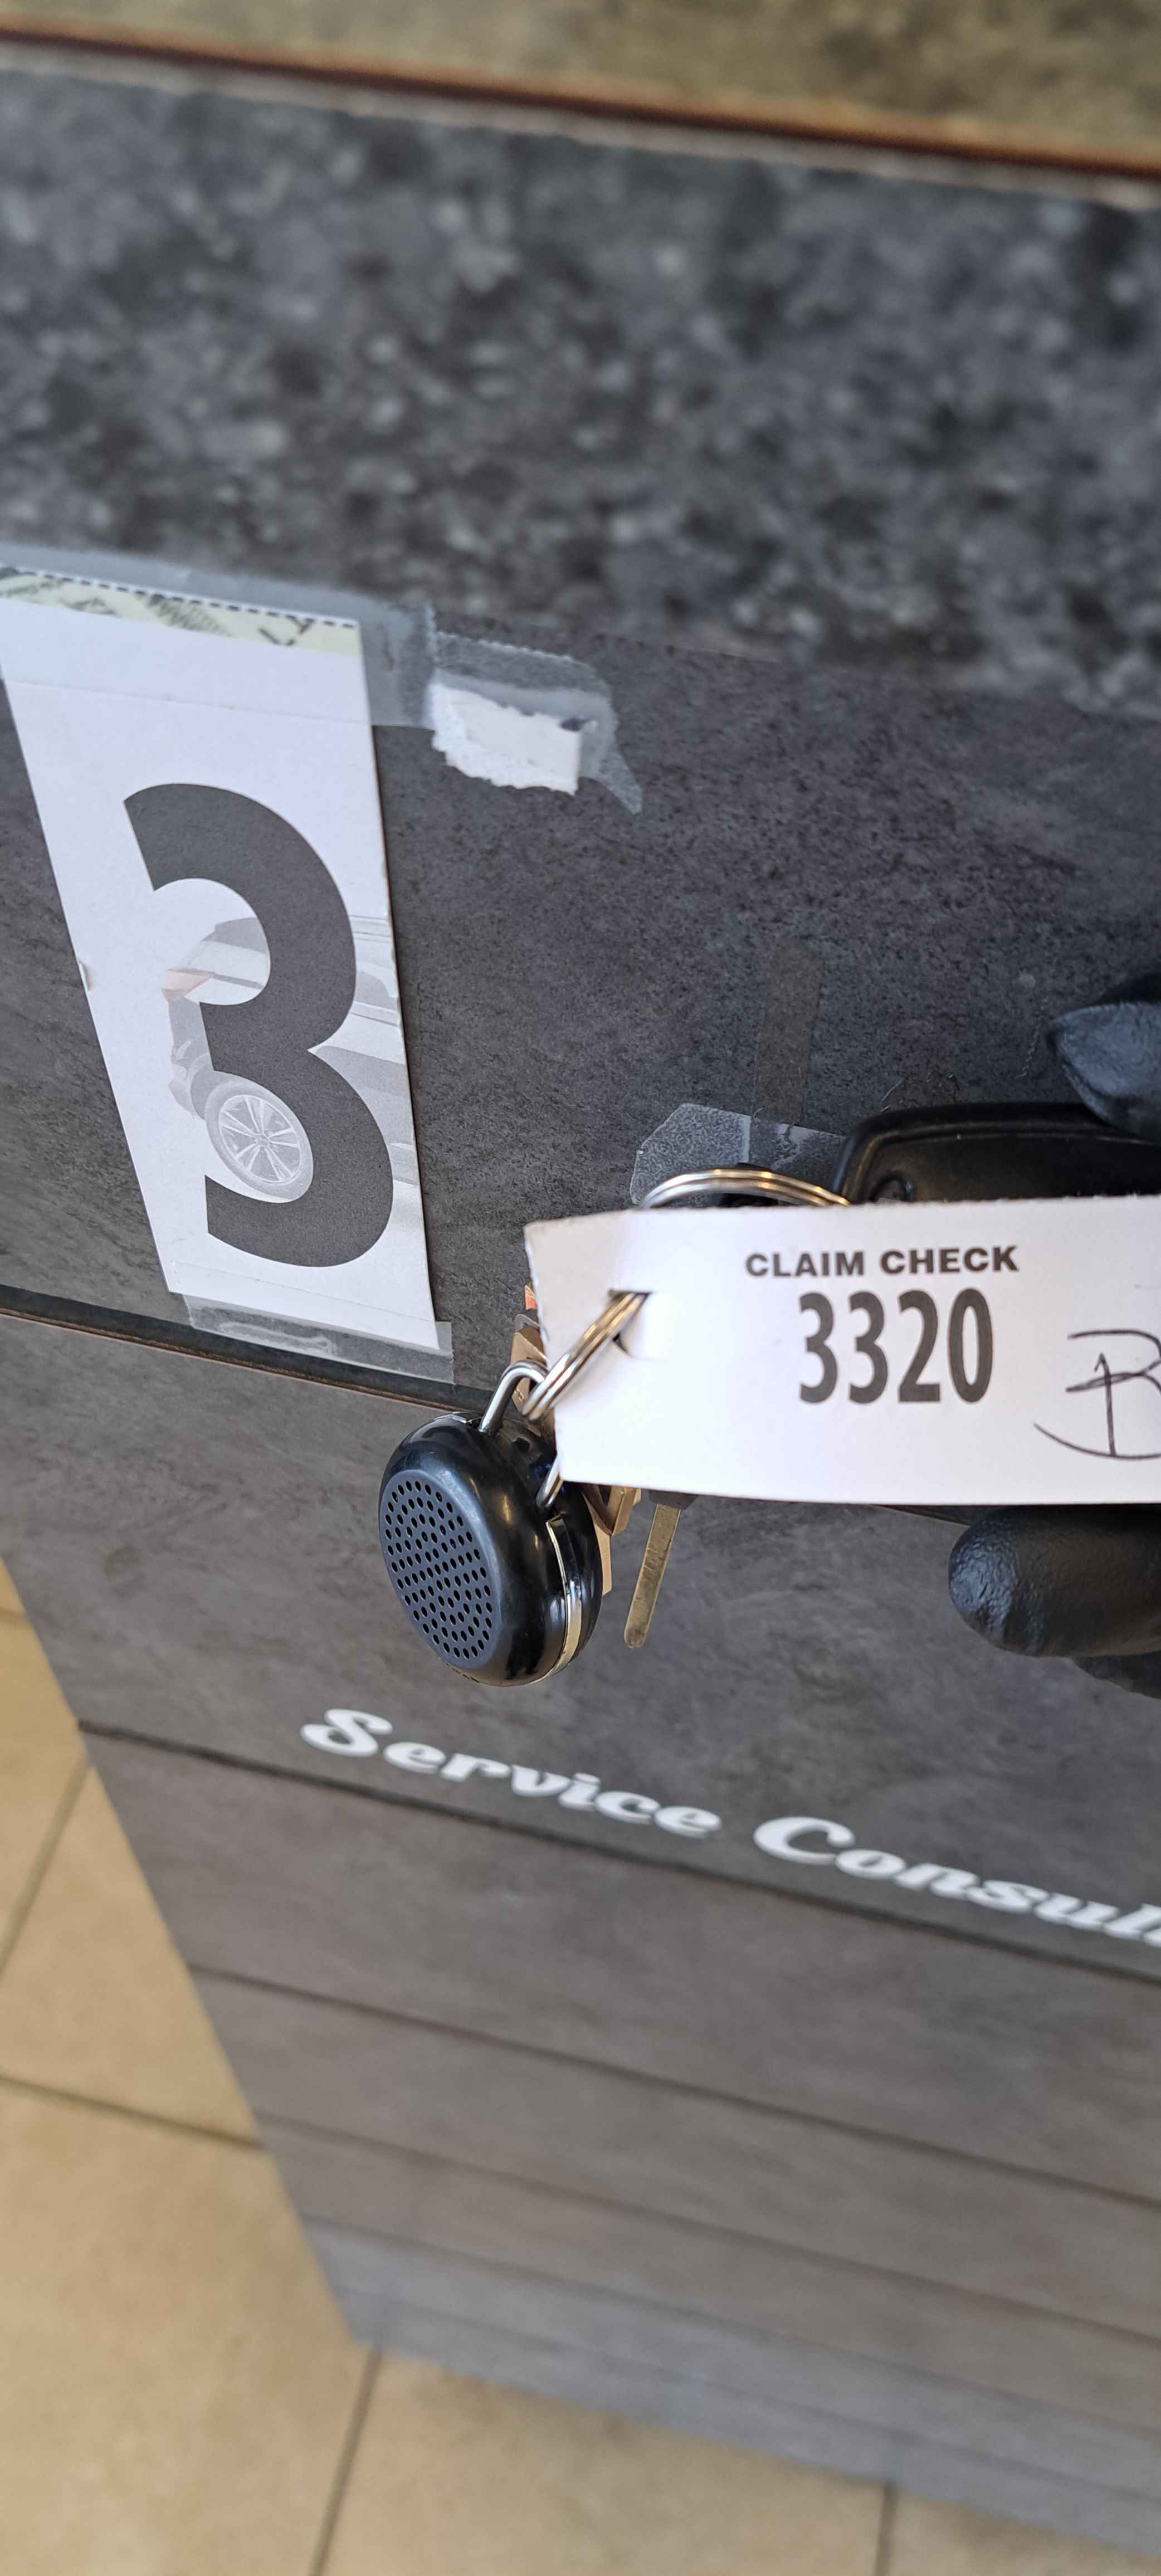 3
CLAIM CHECK
3320
B
Service Consul